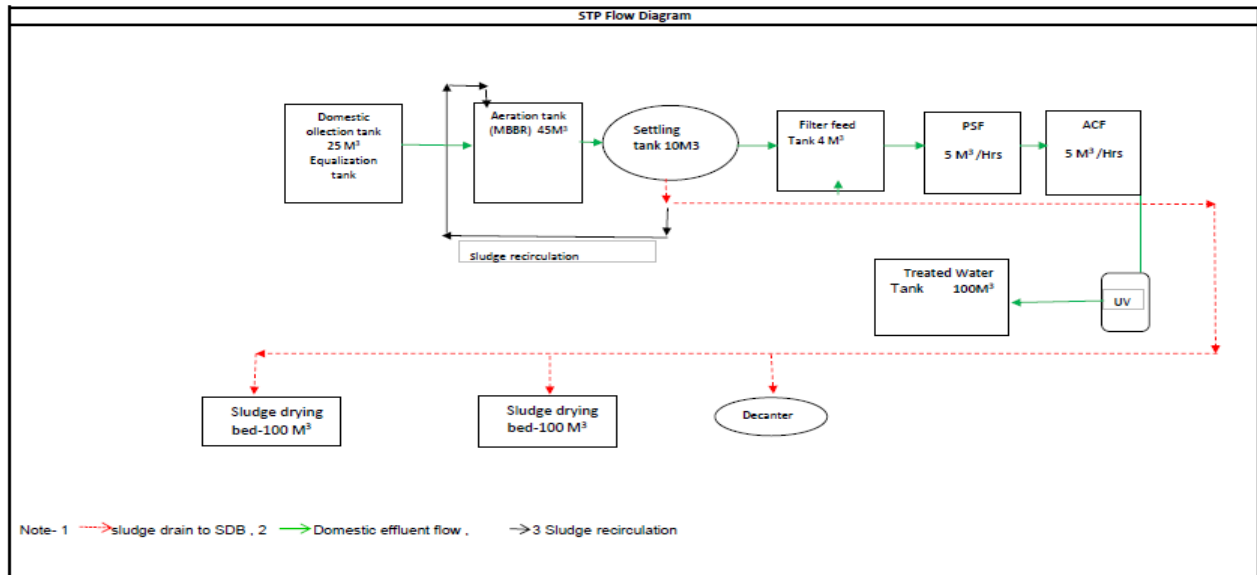 STP Flow Diagram
Domestic
ollection tank
25 M³
Equalization
tank
Aeration tank
(MBBR) 45M³
Settling
tank 10M3
Filter feed
Tank 4 M³
PSF
5 M³/Hrs
ACF
5 M³/Hrs
Sludge recirculation
Treated Water
Tank 100M³
UV
Sludge drying
bed-100 M³
Sludge drying
bed-100 M³
Decanter
Note- 1 sludge drain to SDB , 2 Domestic effluent flow , 3 Sludge recirculation